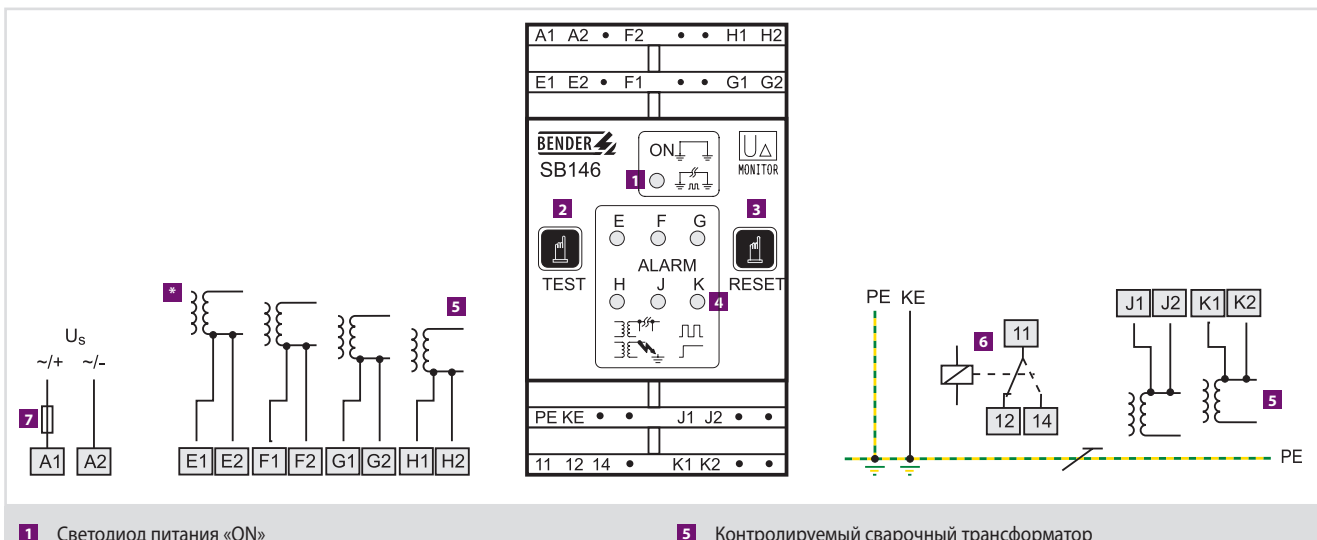 A1 A2 • F2 • • H1 H2
E1 E2 • F1 • • G1 G2
BENDER
SB146
ON
U△
MONITOR
1
2
3
E F G
ALARM
TEST
H J K
RESET
4
PE KE • • J1 J2 • •
11 12 14 • K1 K2 • •
*
5
Us
~/+ ~/-
7
A1 A2
E1 E2 F1 F2 G1 G2 H1 H2
PE KE
6
11
12 14
J1 J2 K1 K2
5
PE
1 Светодиод питания «ON»
5 Контролируемый сварочный трансформатор